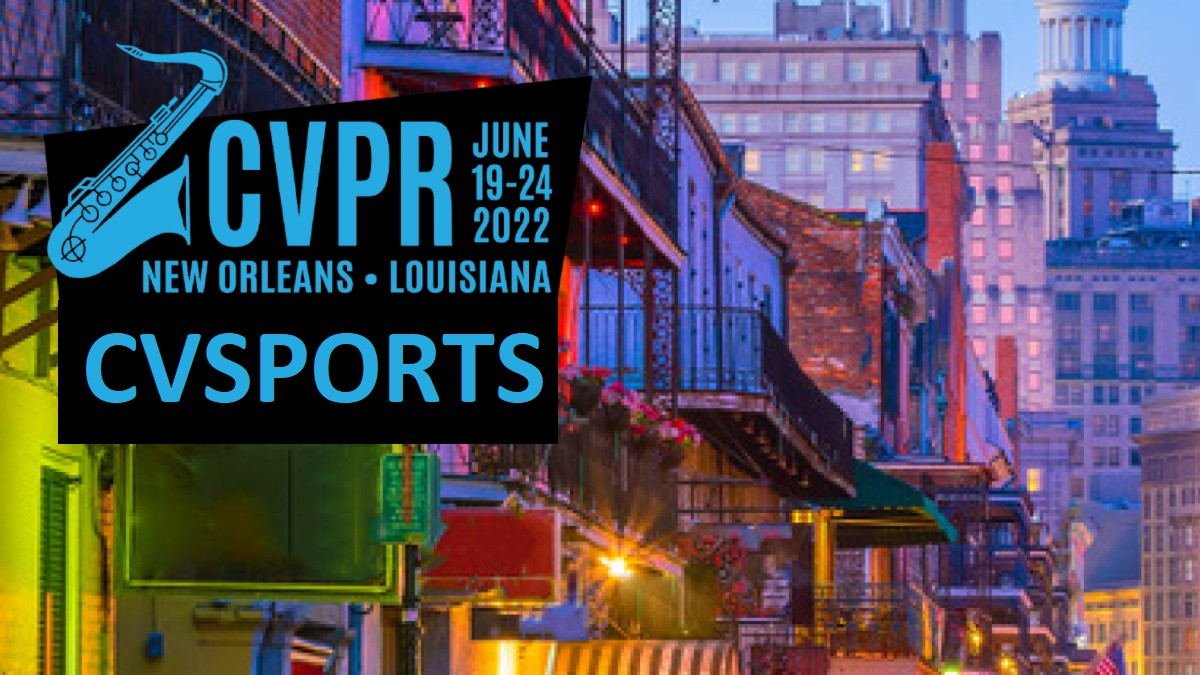 CVPR
JUNE
19-24
2022
NEW ORLEANS • LOUISIANA
CVSPORTS